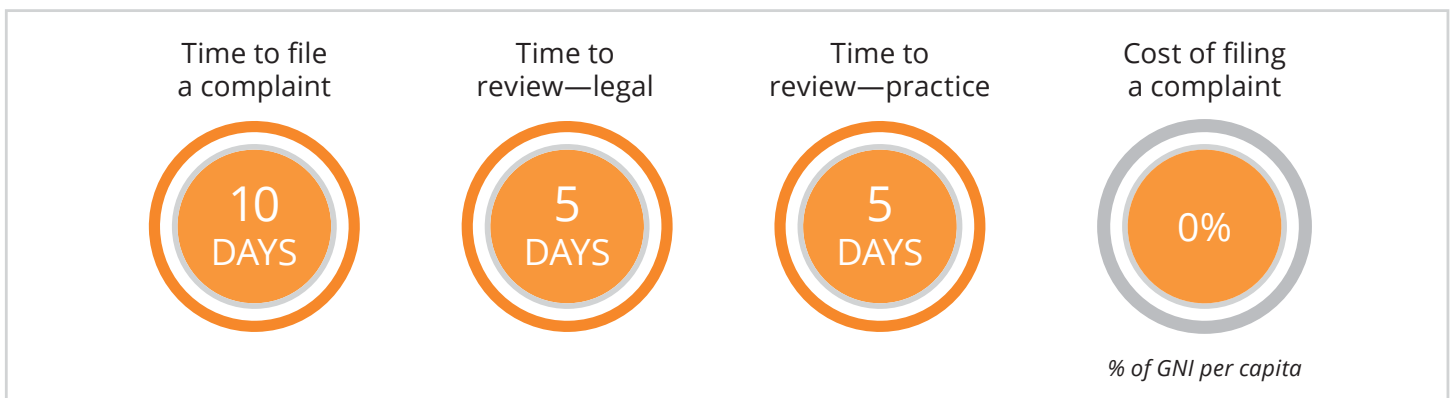 Time to file
a complaint
10
DAYS
Time to
review—legal
5
DAYS
Time to
review—practice
5
DAYS
Cost of filing
a complaint
0%
% of GNI per capita